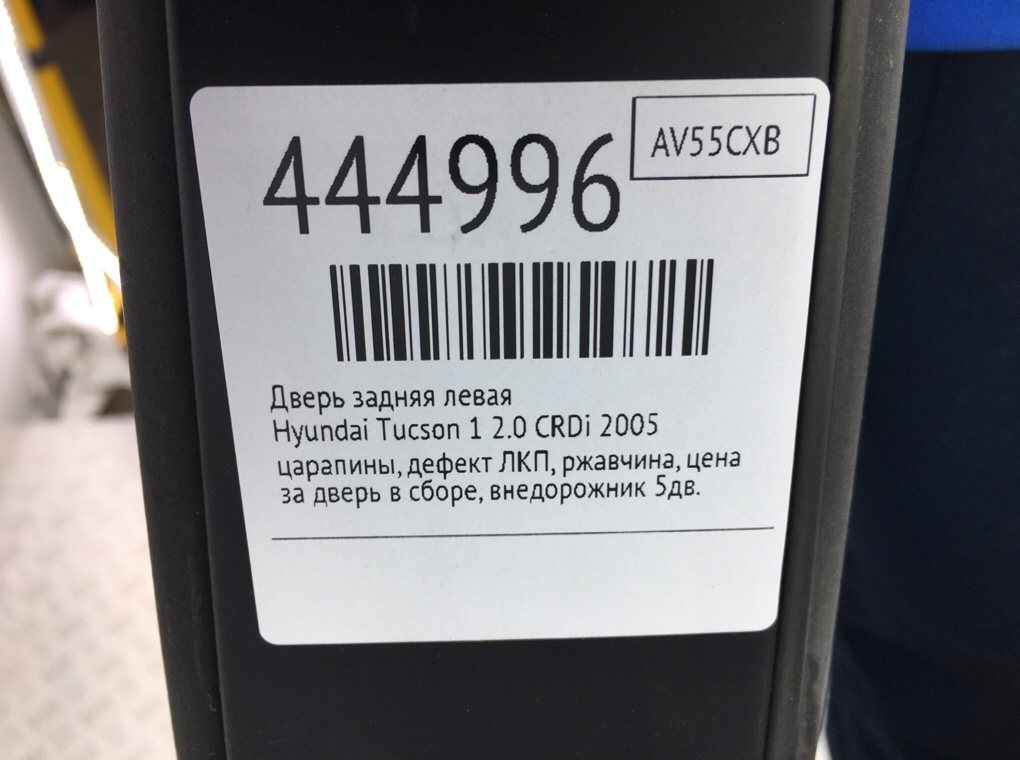 444996
AV55CXB
Дверь задняя левая
Hyundai Tucson 1 2.0 CRDi 2005
царапины, дефект ЛКП, ржавчина, цена
за дверь в сборе, внедорожник 5дв.